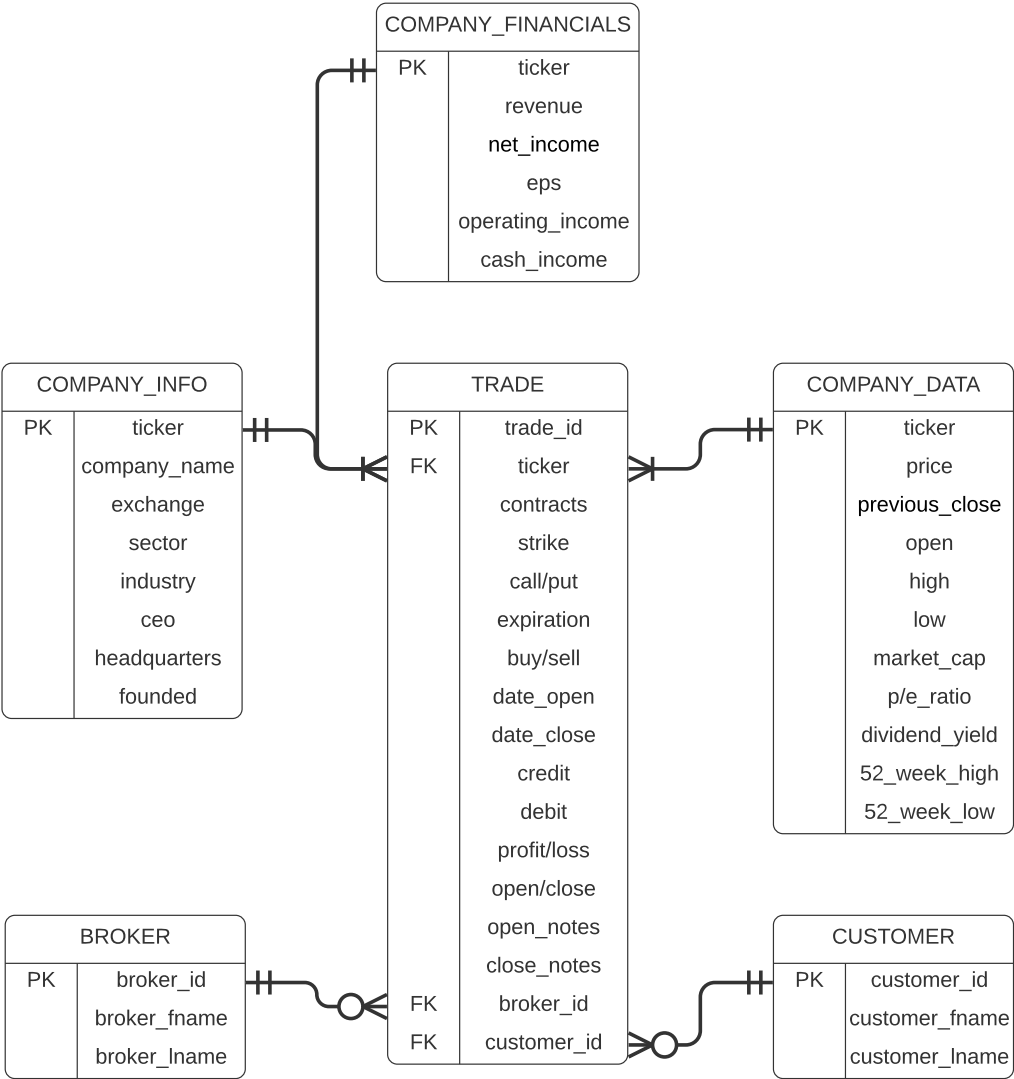 COMPANY_FINANCIALS
PK ticker
revenue
net_income
eps
operating_income
cash_income
COMPANY_INFO
PK ticker
company_name
exchange
sector
industry
ceo
headquarters
founded
TRADE
PK trade_id
FK ticker
contracts
strike
call/put
expiration
buy/sell
date_open
date_close
credit
debit
profit/loss
open/close
open_notes
close_notes
FK broker_id
FK customer_id
COMPANY_DATA
PK ticker
price
previous_close
open
high
low
market_cap
p/e_ratio
dividend_yield
52_week_high
52_week_low
BROKER
PK broker_id
broker_fname
broker_lname
CUSTOMER
PK customer_id
customer_fname
customer_lname